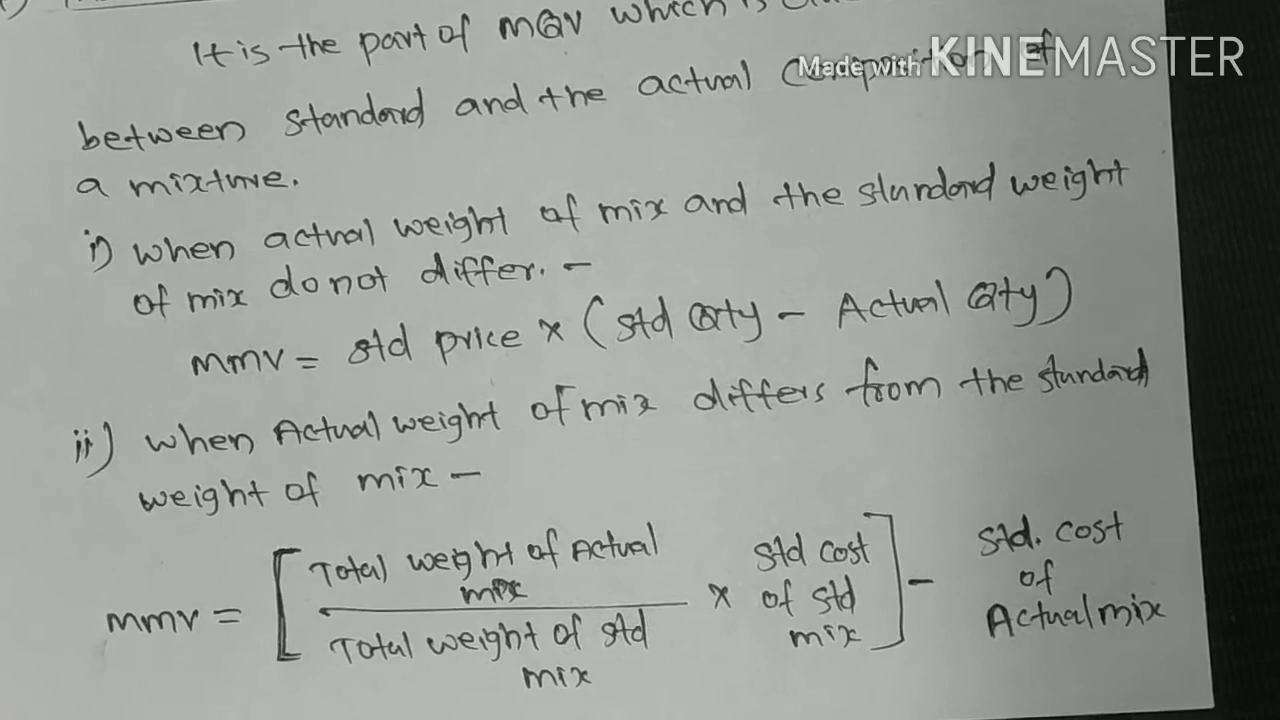 It is the part of MQV which is
Made with KINEMASTER
between standard and the actual composition of
a mixture.
i) when actual weight of mix and the standard weight
of mix do not differ. -
MMV = std price x (std Qty - Actual Qty)
ii) when Actual weight of mix differs from the standard
weight of mix -
MMV = [ Total weight of Actual mix / Total weight of std mix x std cost of std mix ] - std. cost of Actual mix